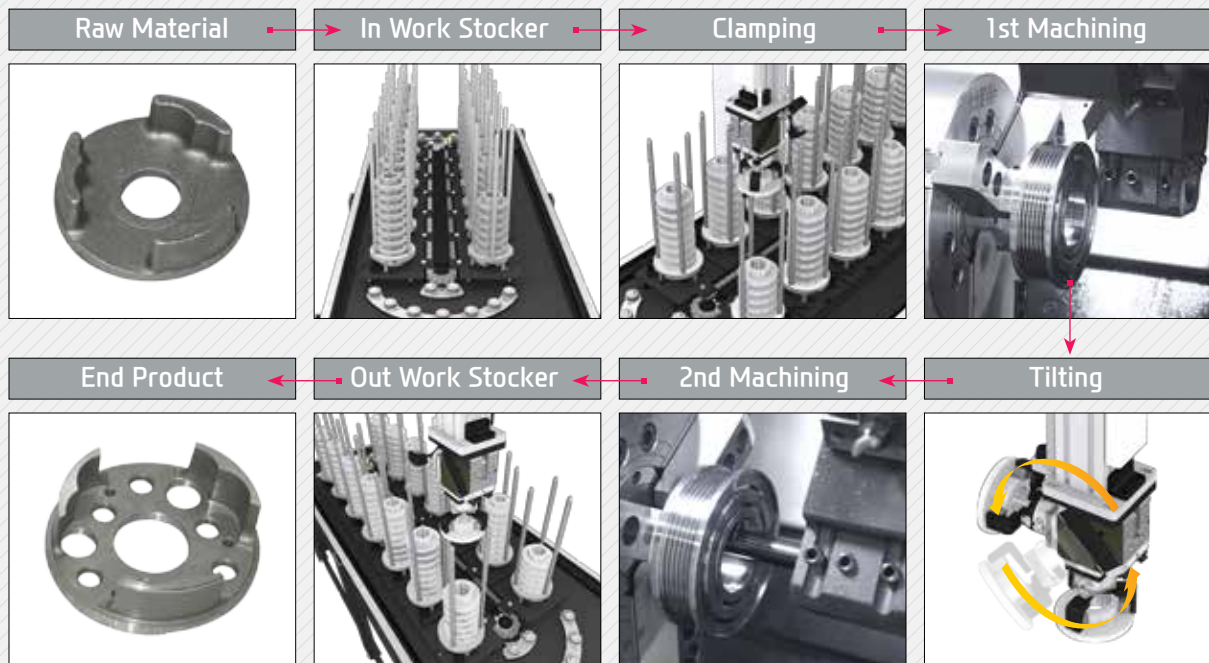 Raw Material
In Work Stocker
Clamping
1st Machining
End Product
Out Work Stocker
2nd Machining
Tilting